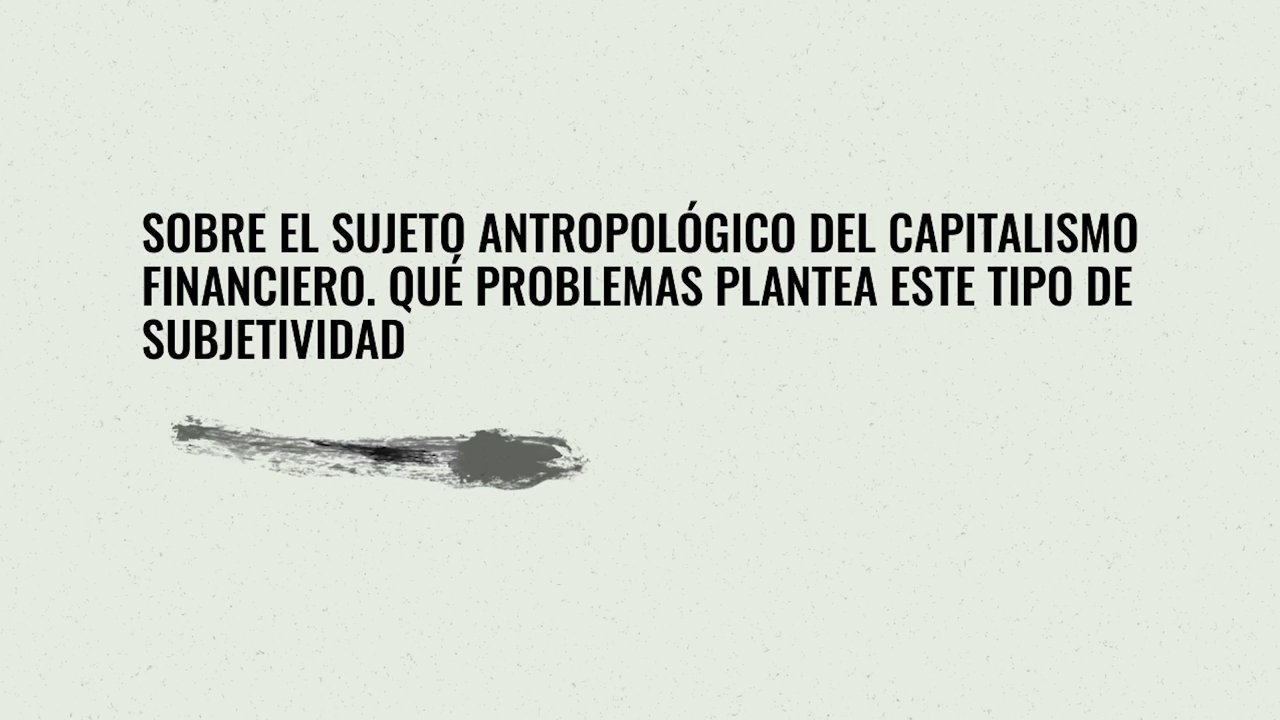 SOBRE EL SUJETO ANTROPOLÓGICO DEL CAPITALISMO
FINANCIERO. QUÉ PROBLEMAS PLANTEA ESTE TIPO DE
SUBJETIVIDAD